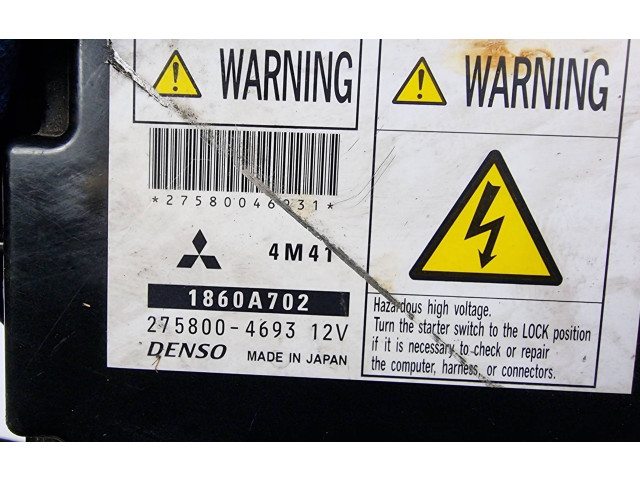 WARNING
*27580046931*
4M41
1860A702
275800-4693 12V
DENSO MADE IN JAPAN
WARNING
Hazardous high voltage.
Turn the starter switch to the LOCK position
if it is necessary to check or repair
the computer, harness, or connectors.